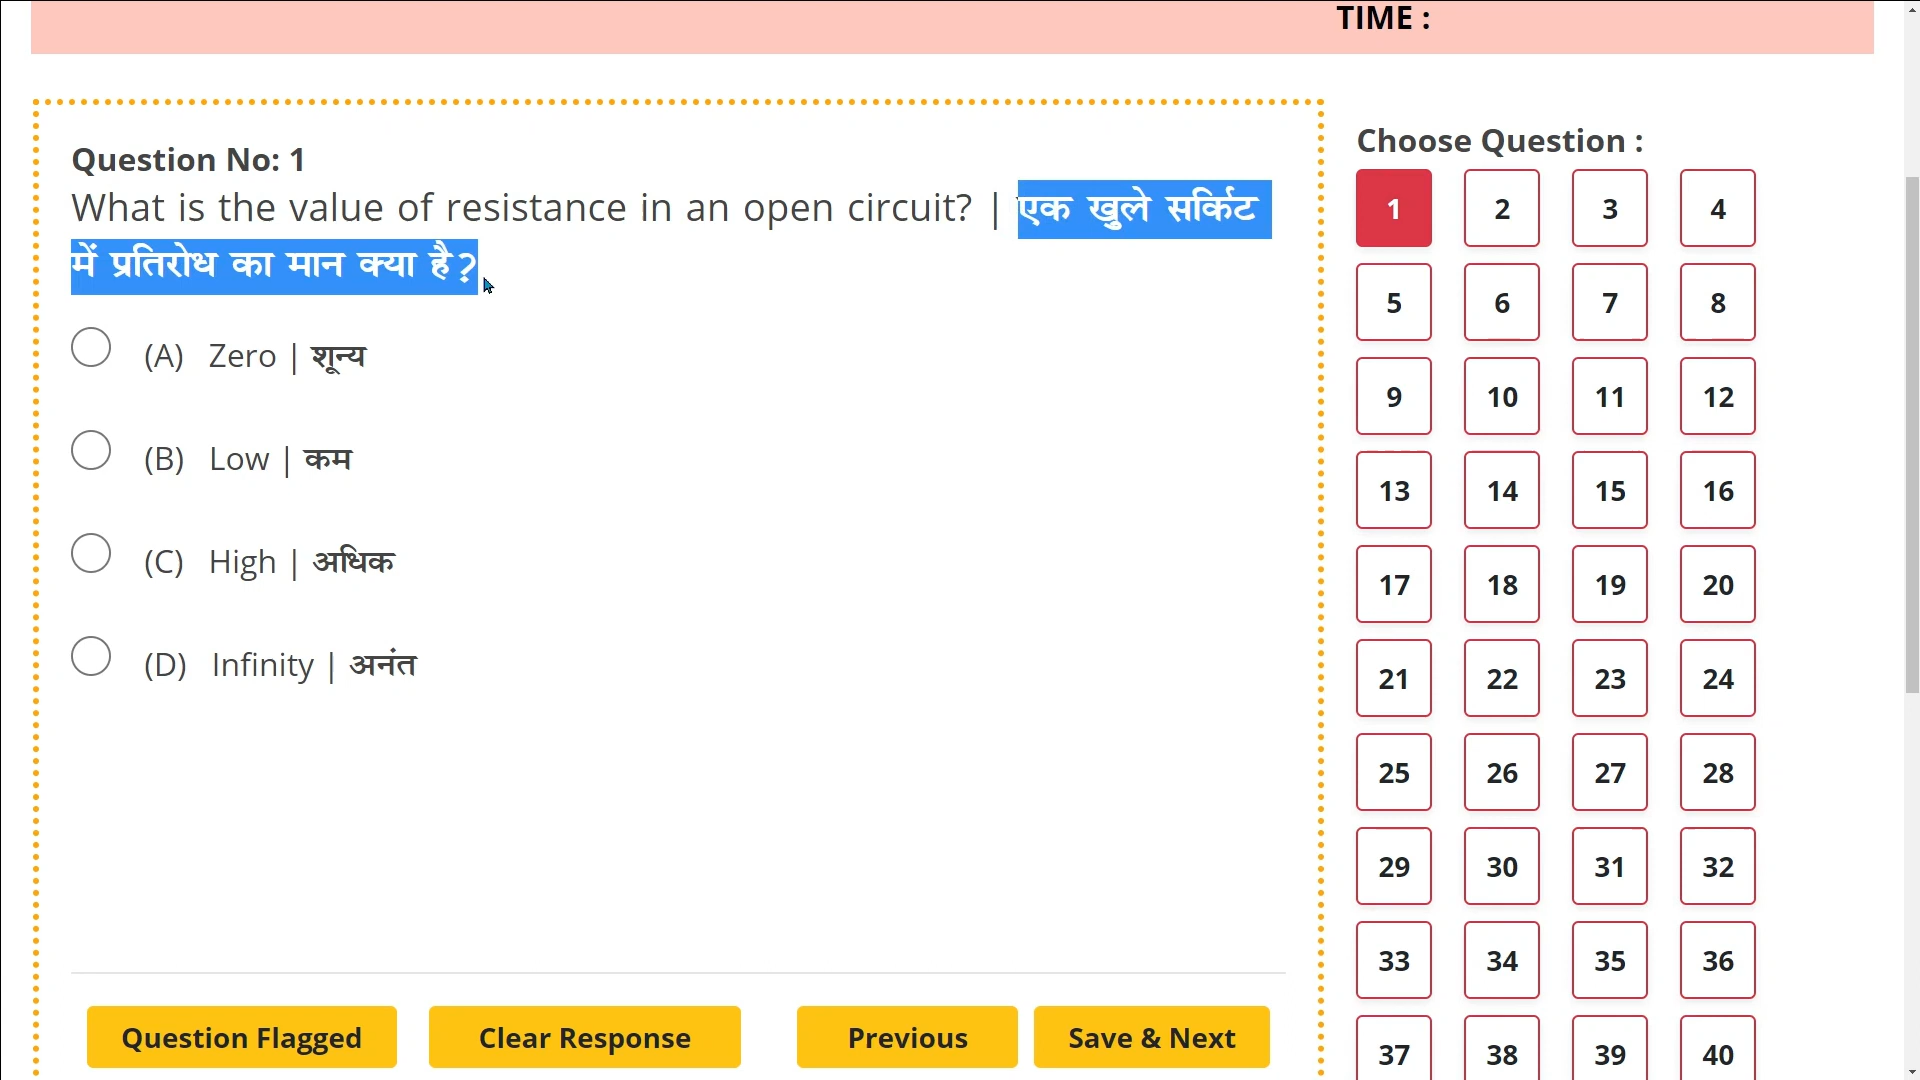 TIME :
Question No: 1
What is the value of resistance in an open circuit? | एक खुले सर्किट
में प्रतिरोध का मान क्या है?
(A) Zero | शून्य
(B) Low | कम
(C) High | अधिक
(D) Infinity | अनंत
Question Flagged
Clear Response
Previous
Save & Next
Choose Question :
1 2 3 4
5 6 7 8
9 10 11 12
13 14 15 16
17 18 19 20
21 22 23 24
25 26 27 28
29 30 31 32
33 34 35 36
37 38 39 40